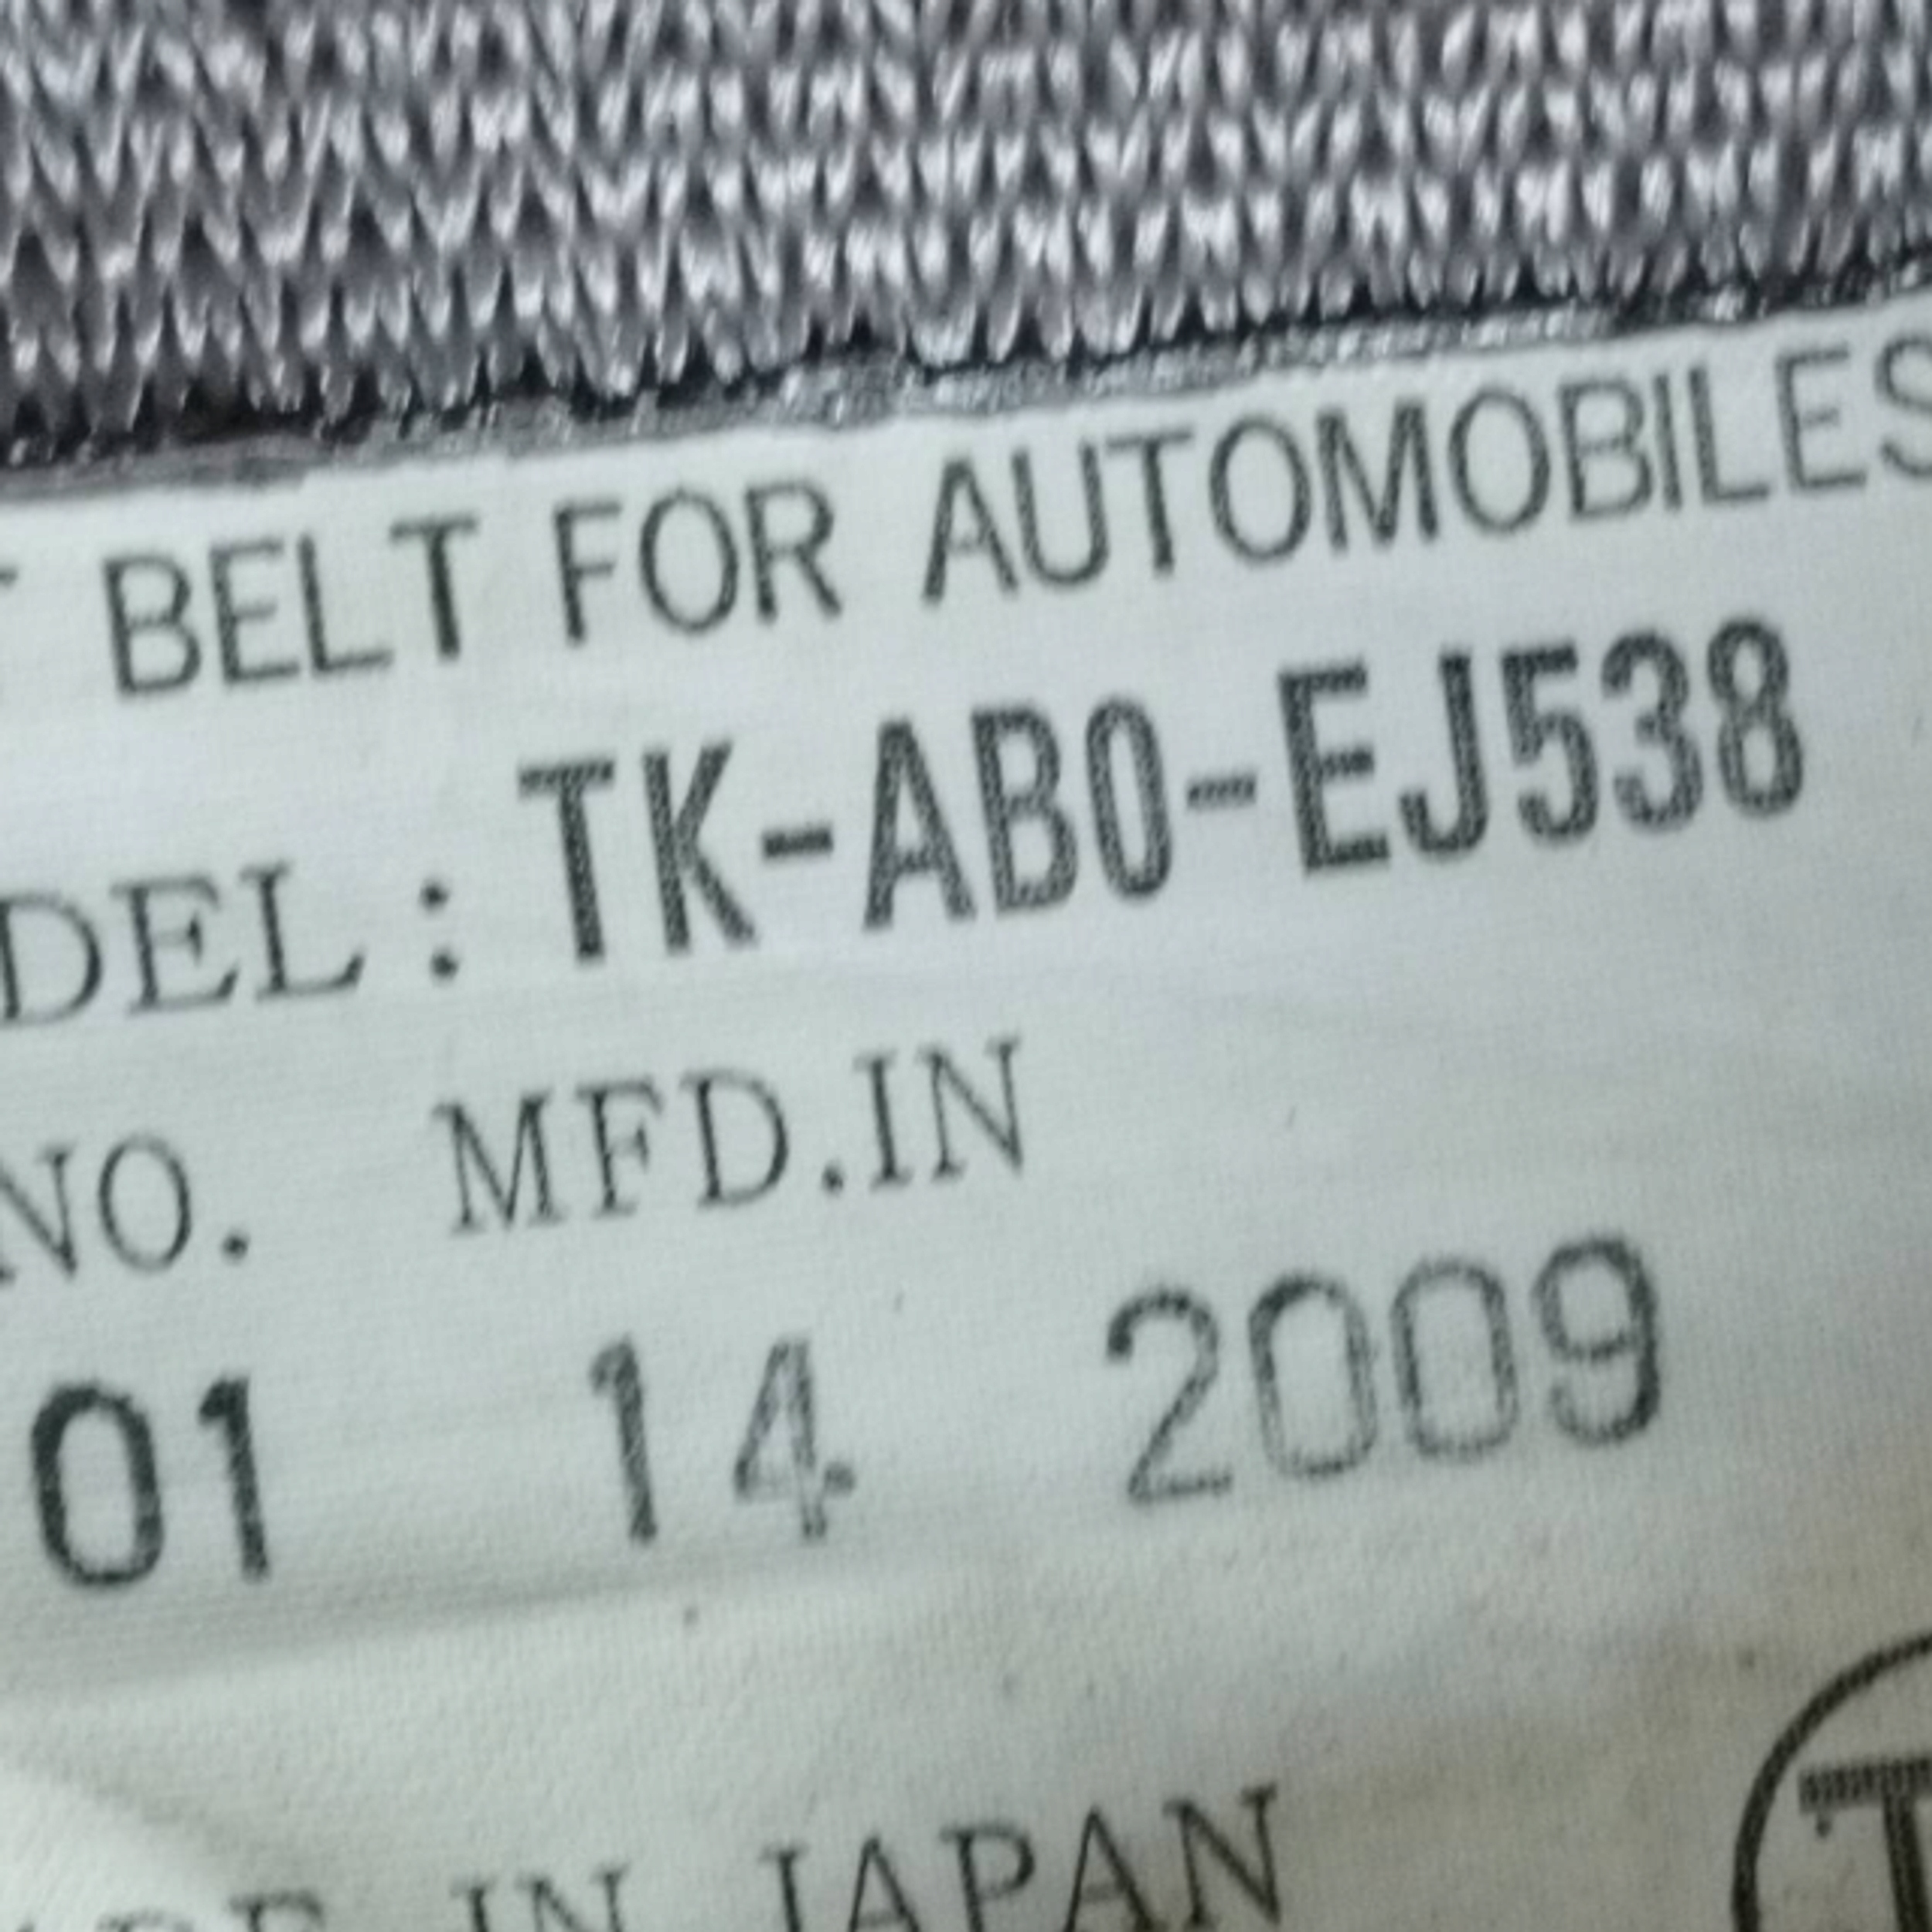 BELT FOR AUTOMOBILES
DEL : TK-AB0-EJ538
NO. MFD.IN
01 14 2009
IN JAPAN
T